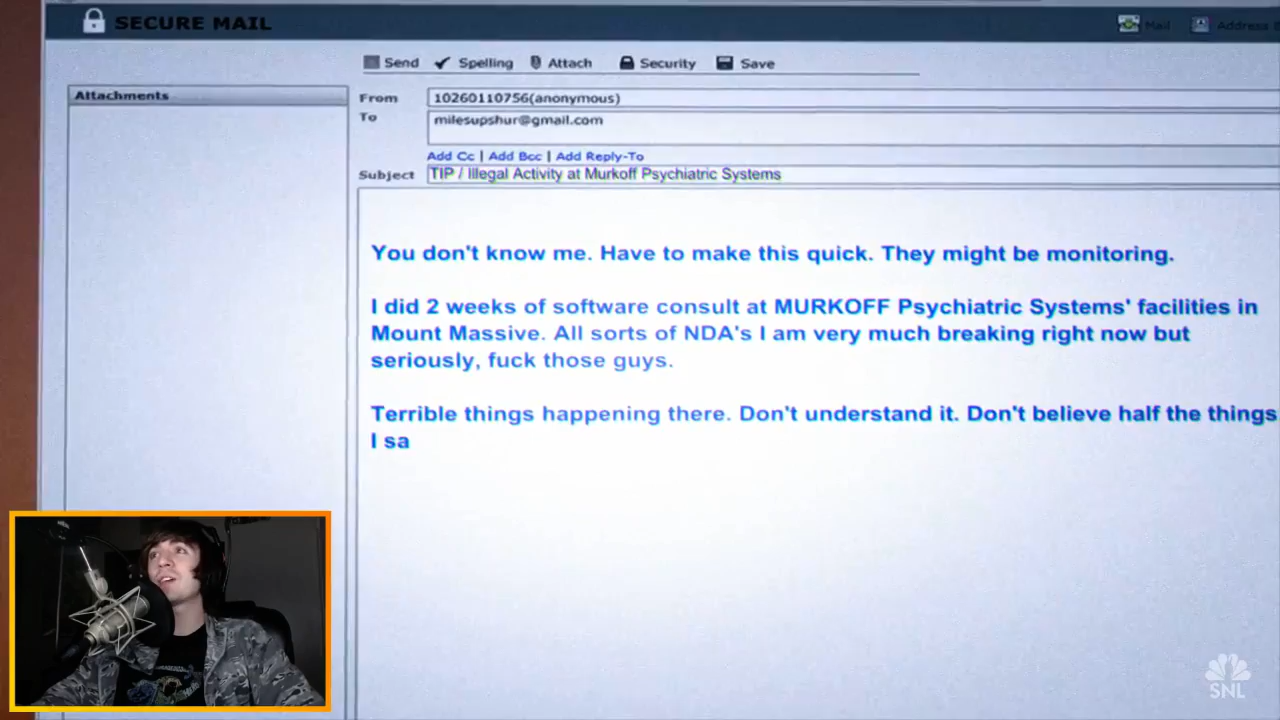 SECURE MAIL
Mail Address
Send Spelling Attach Security Save
Attachments
From 10260110756(anonymous)
To milesupshur@gmail.com
Add Cc | Add Bcc | Add Reply-To
Subject TIP / Illegal Activity at Murkoff Psychiatric Systems
You don't know me. Have to make this quick. They might be monitoring.
I did 2 weeks of software consult at MURKOFF Psychiatric Systems' facilities in
Mount Massive. All sorts of NDA's I am very much breaking right now but
seriously, fuck those guys.
Terrible things happening there. Don't understand it. Don't believe half the things
I sa
SNL